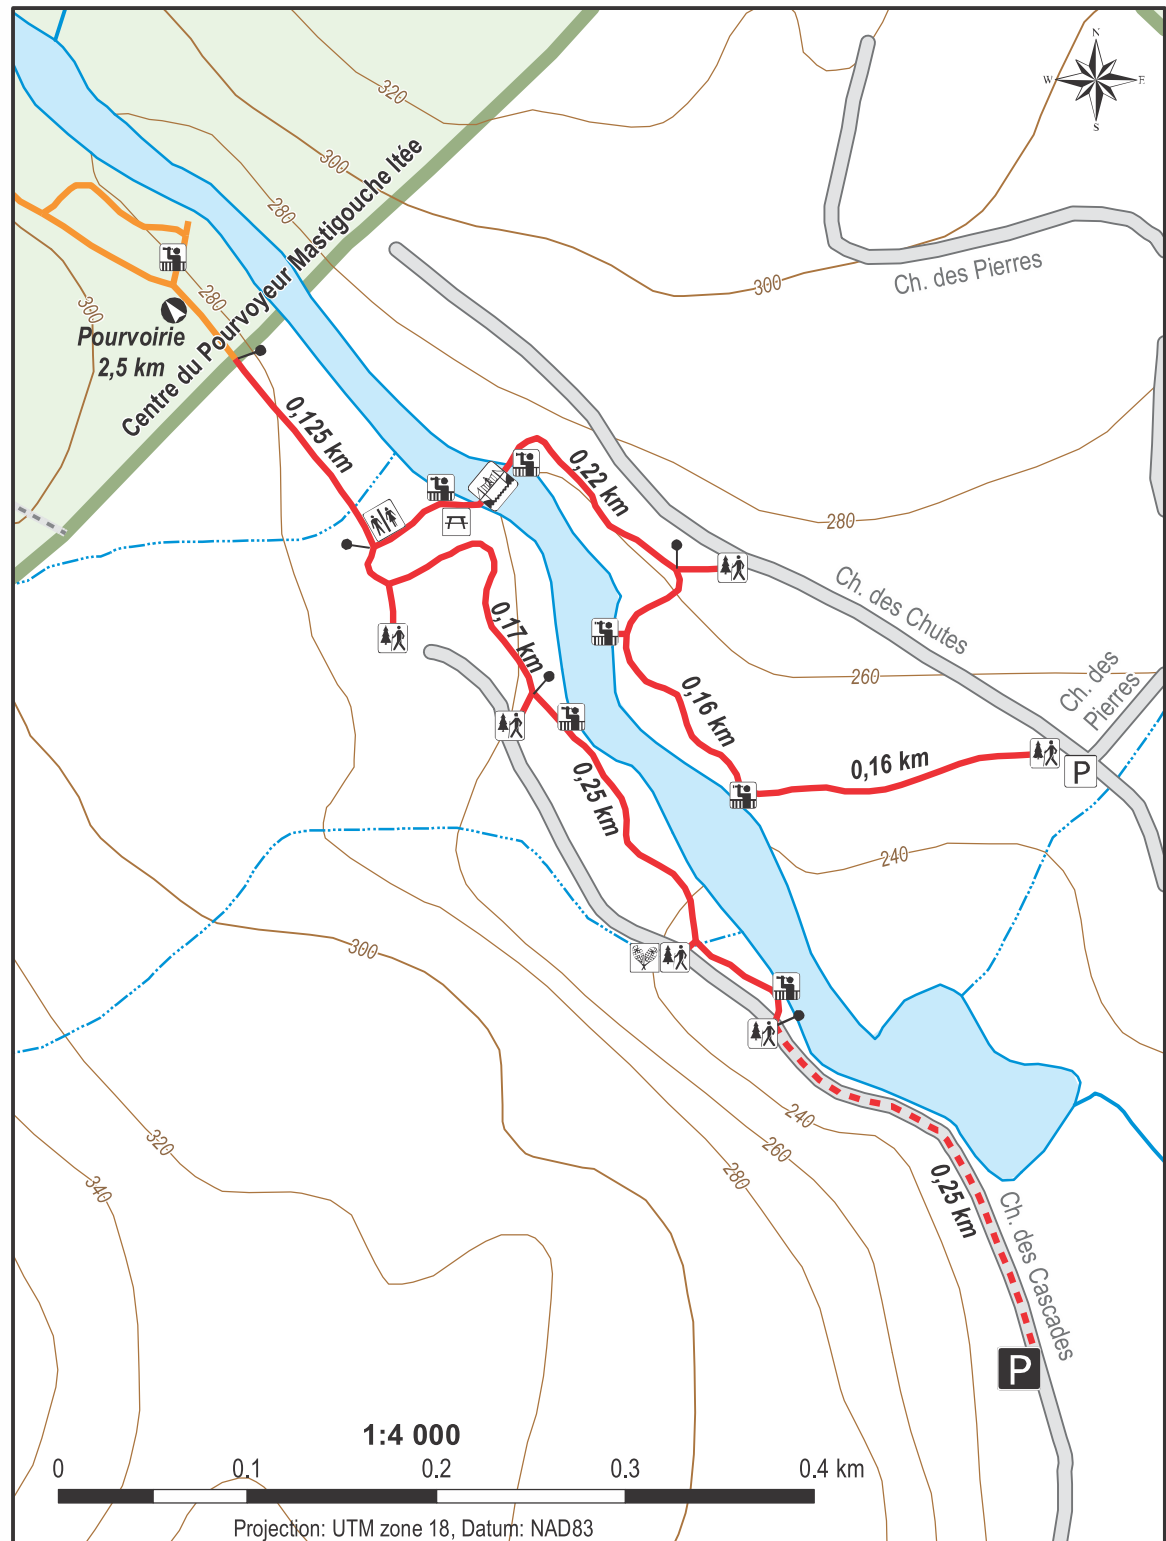 N
W
E
S
320
300
280
Centre du Pourvoyeur Mastigouche ltée
300
280
Pourvoirie
2,5 km
300
Ch. des Pierres
0,125 km
0,22 km
280
Ch. des Chutes
0,17 km
260
Ch. des
Pierres
0,16 km
0,16 km
P
0,25 km
240
300
240
320
260
280
340
0,25 km
Ch. des Cascades
P
1:4 000
0
0.1
0.2
0.3
0.4 km
Projection: UTM zone 18, Datum: NAD83